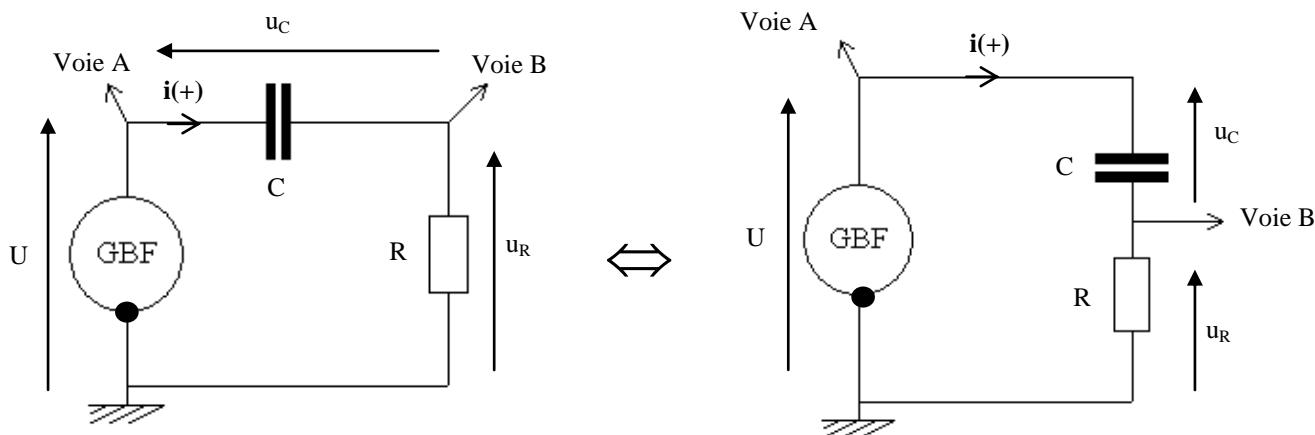 u_C
Voie A
i(+)
Voie B
C
U
GBF
R
u_R
Voie A
i(+)
u_C
C
Voie B
U
GBF
R
u_R